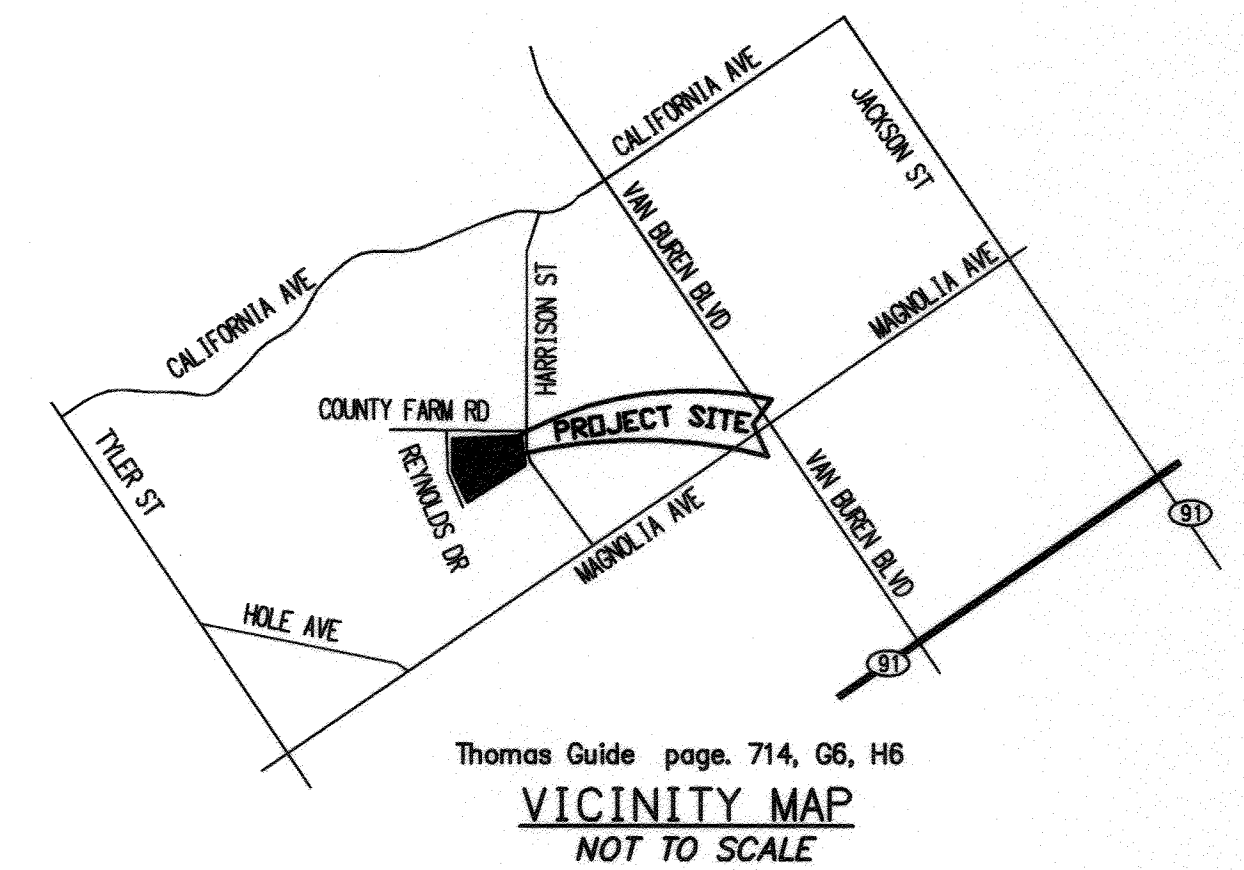 CALIFORNIA AVE
JACKSON ST
VAN BUREN BLVD
MAGNOLIA AVE
CALIFORNIA AVE
HARRISON ST
COUNTY FARM RD
PROJECT SITE
TYLER ST
REYNOLDS DR
MAGNOLIA AVE
VAN BUREN BLVD
91
HOLE AVE
91
Thomas Guide page. 714, G6, H6
VICINITY MAP
NOT TO SCALE